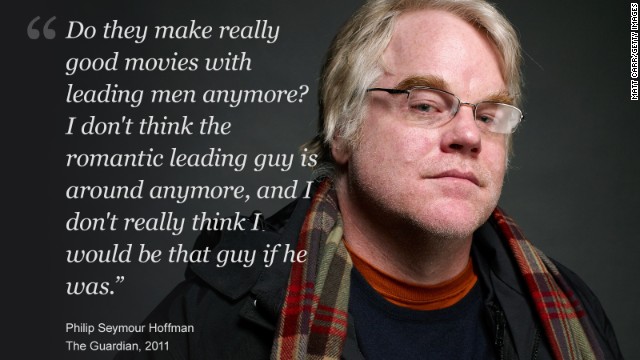 “ Do they make really
good movies with
leading men anymore?
I don't think the
romantic leading guy is
around anymore, and I
don't really think I
would be that guy if he
was.”
Philip Seymour Hoffman
The Guardian, 2011
MATT CARR/GETTY IMAGES